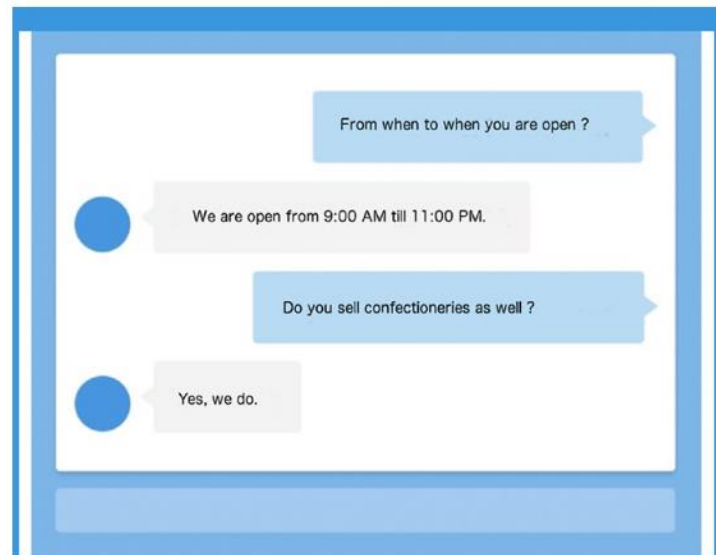 From when to when you are open ?
We are open from 9:00 AM till 11:00 PM.
Do you sell confectioneries as well ?
Yes, we do.